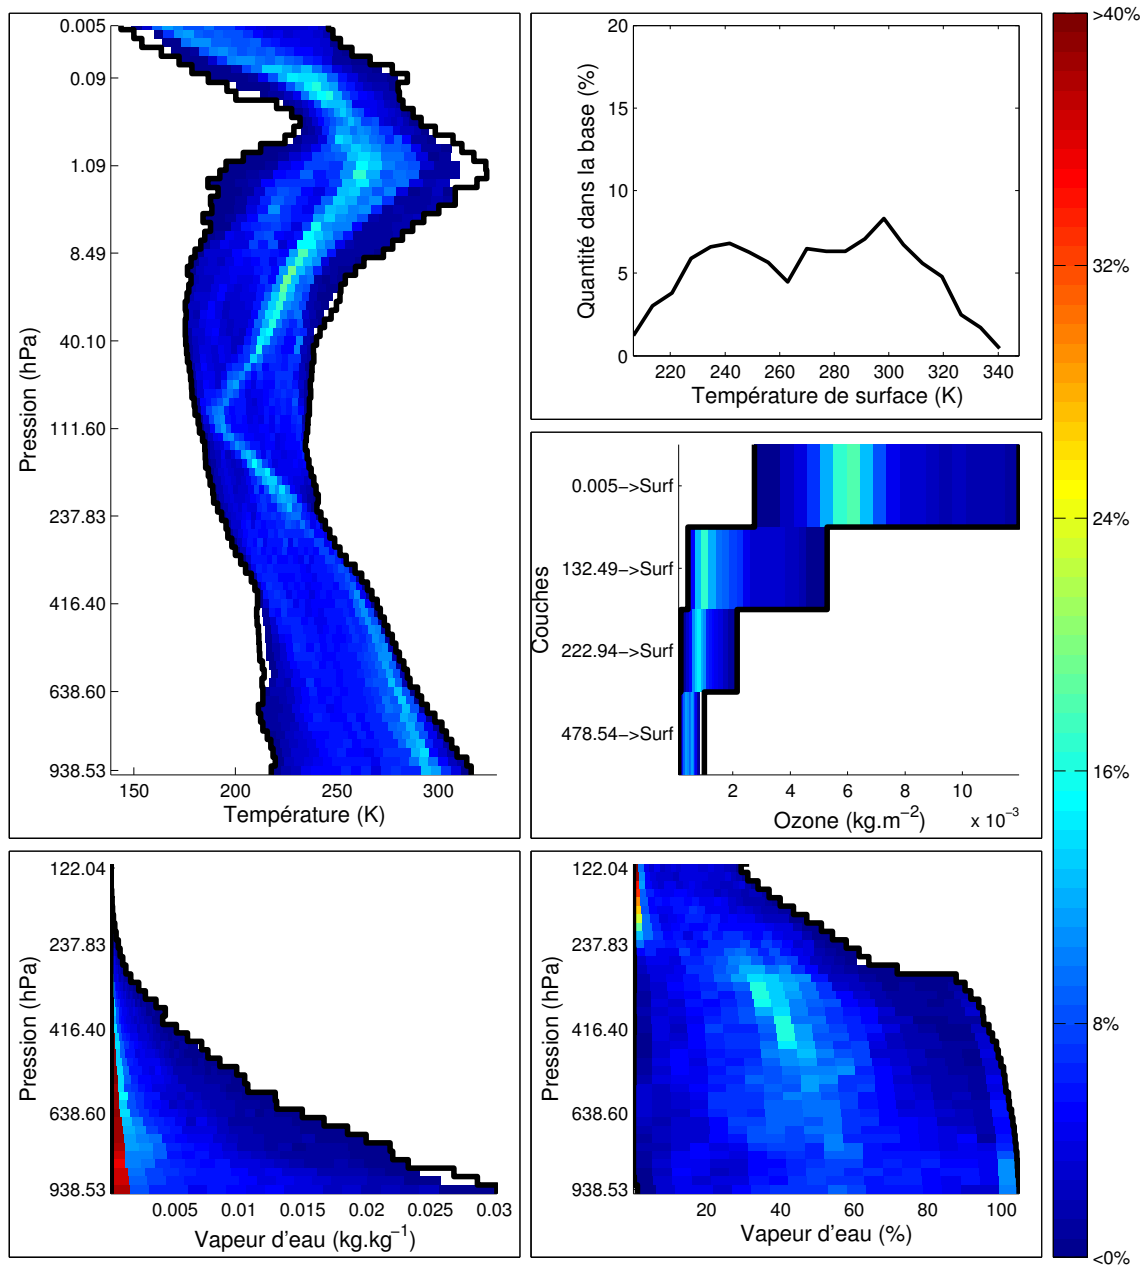 0.005
0.09
1.09
8.49
40.10
111.60
237.83
416.40
638.60
938.53
Pression (hPa)
150 200 250 300
Température (K)
20
15
10
5
0
Quantité dans la base (%)
220 240 260 280 300 320 340
Température de surface (K)
0.005−>Surf
132.49−>Surf
222.94−>Surf
478.54−>Surf
Couches
2 4 6 8 10
x 10−3
Ozone (kg.m−2)
122.04
237.83
416.40
638.60
938.53
Pression (hPa)
0.005 0.01 0.015 0.02 0.025 0.03
Vapeur d'eau (kg.kg−1)
122.04
237.83
416.40
638.60
938.53
Pression (hPa)
20 40 60 80 100
Vapeur d'eau (%)
>40%
32%
24%
16%
8%
<0%